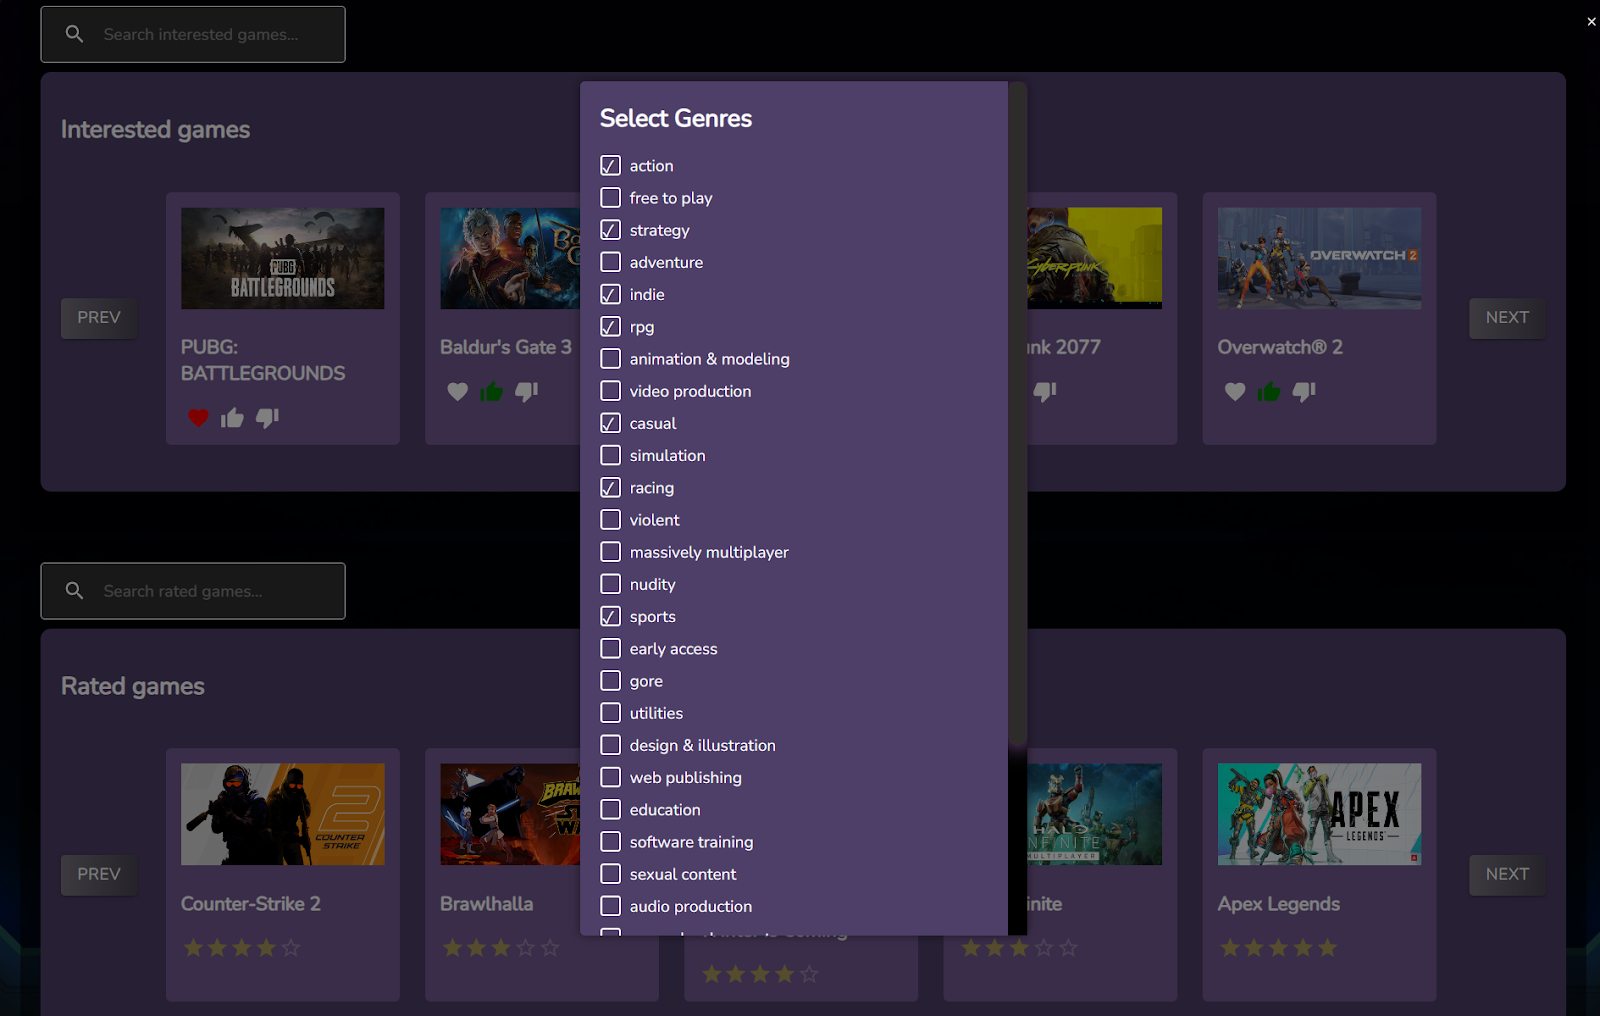 Search interested games...
×
Interested games
PREV
PUBG
BATTLEGROUNDS
PUBG:
BATTLEGROUNDS
Baldur's Gate 3
Select Genres
action
free to play
strategy
adventure
indie
rpg
animation & modeling
video production
casual
simulation
racing
violent
massively multiplayer
nudity
sports
early access
gore
utilities
design & illustration
web publishing
education
software training
sexual content
audio production
nk 2077
OVERWATCH 2
Overwatch® 2
NEXT
Search rated games...
Rated games
PREV
2
COUNTER
STRIKE
Counter-Strike 2
Brawlhalla
HALO
MULTIPLAYER
inite
APEX
LEGENDS
Apex Legends
NEXT